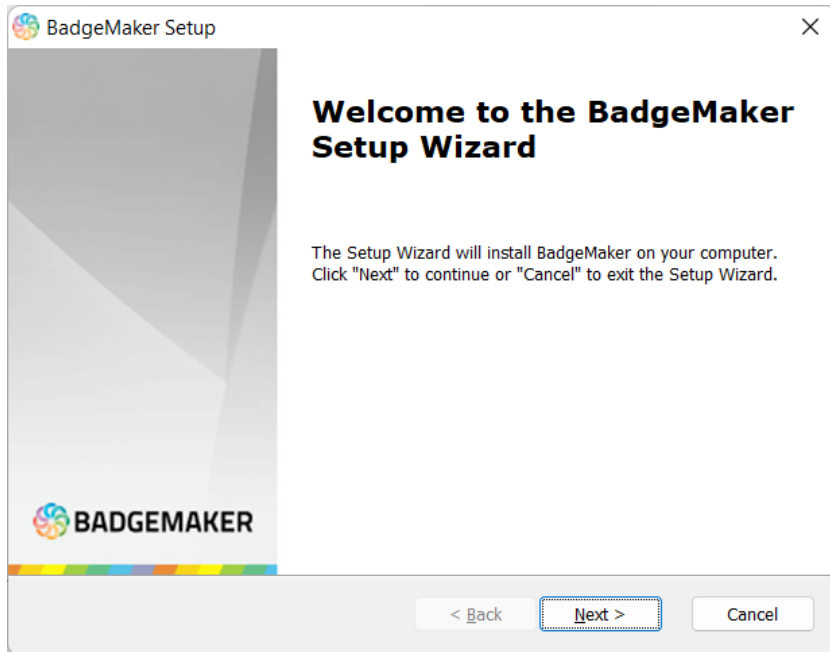 BadgeMaker Setup
Welcome to the BadgeMaker
Setup Wizard
The Setup Wizard will install BadgeMaker on your computer.
Click "Next" to continue or "Cancel" to exit the Setup Wizard.
BADGEMAKER
< Back
Next >
Cancel